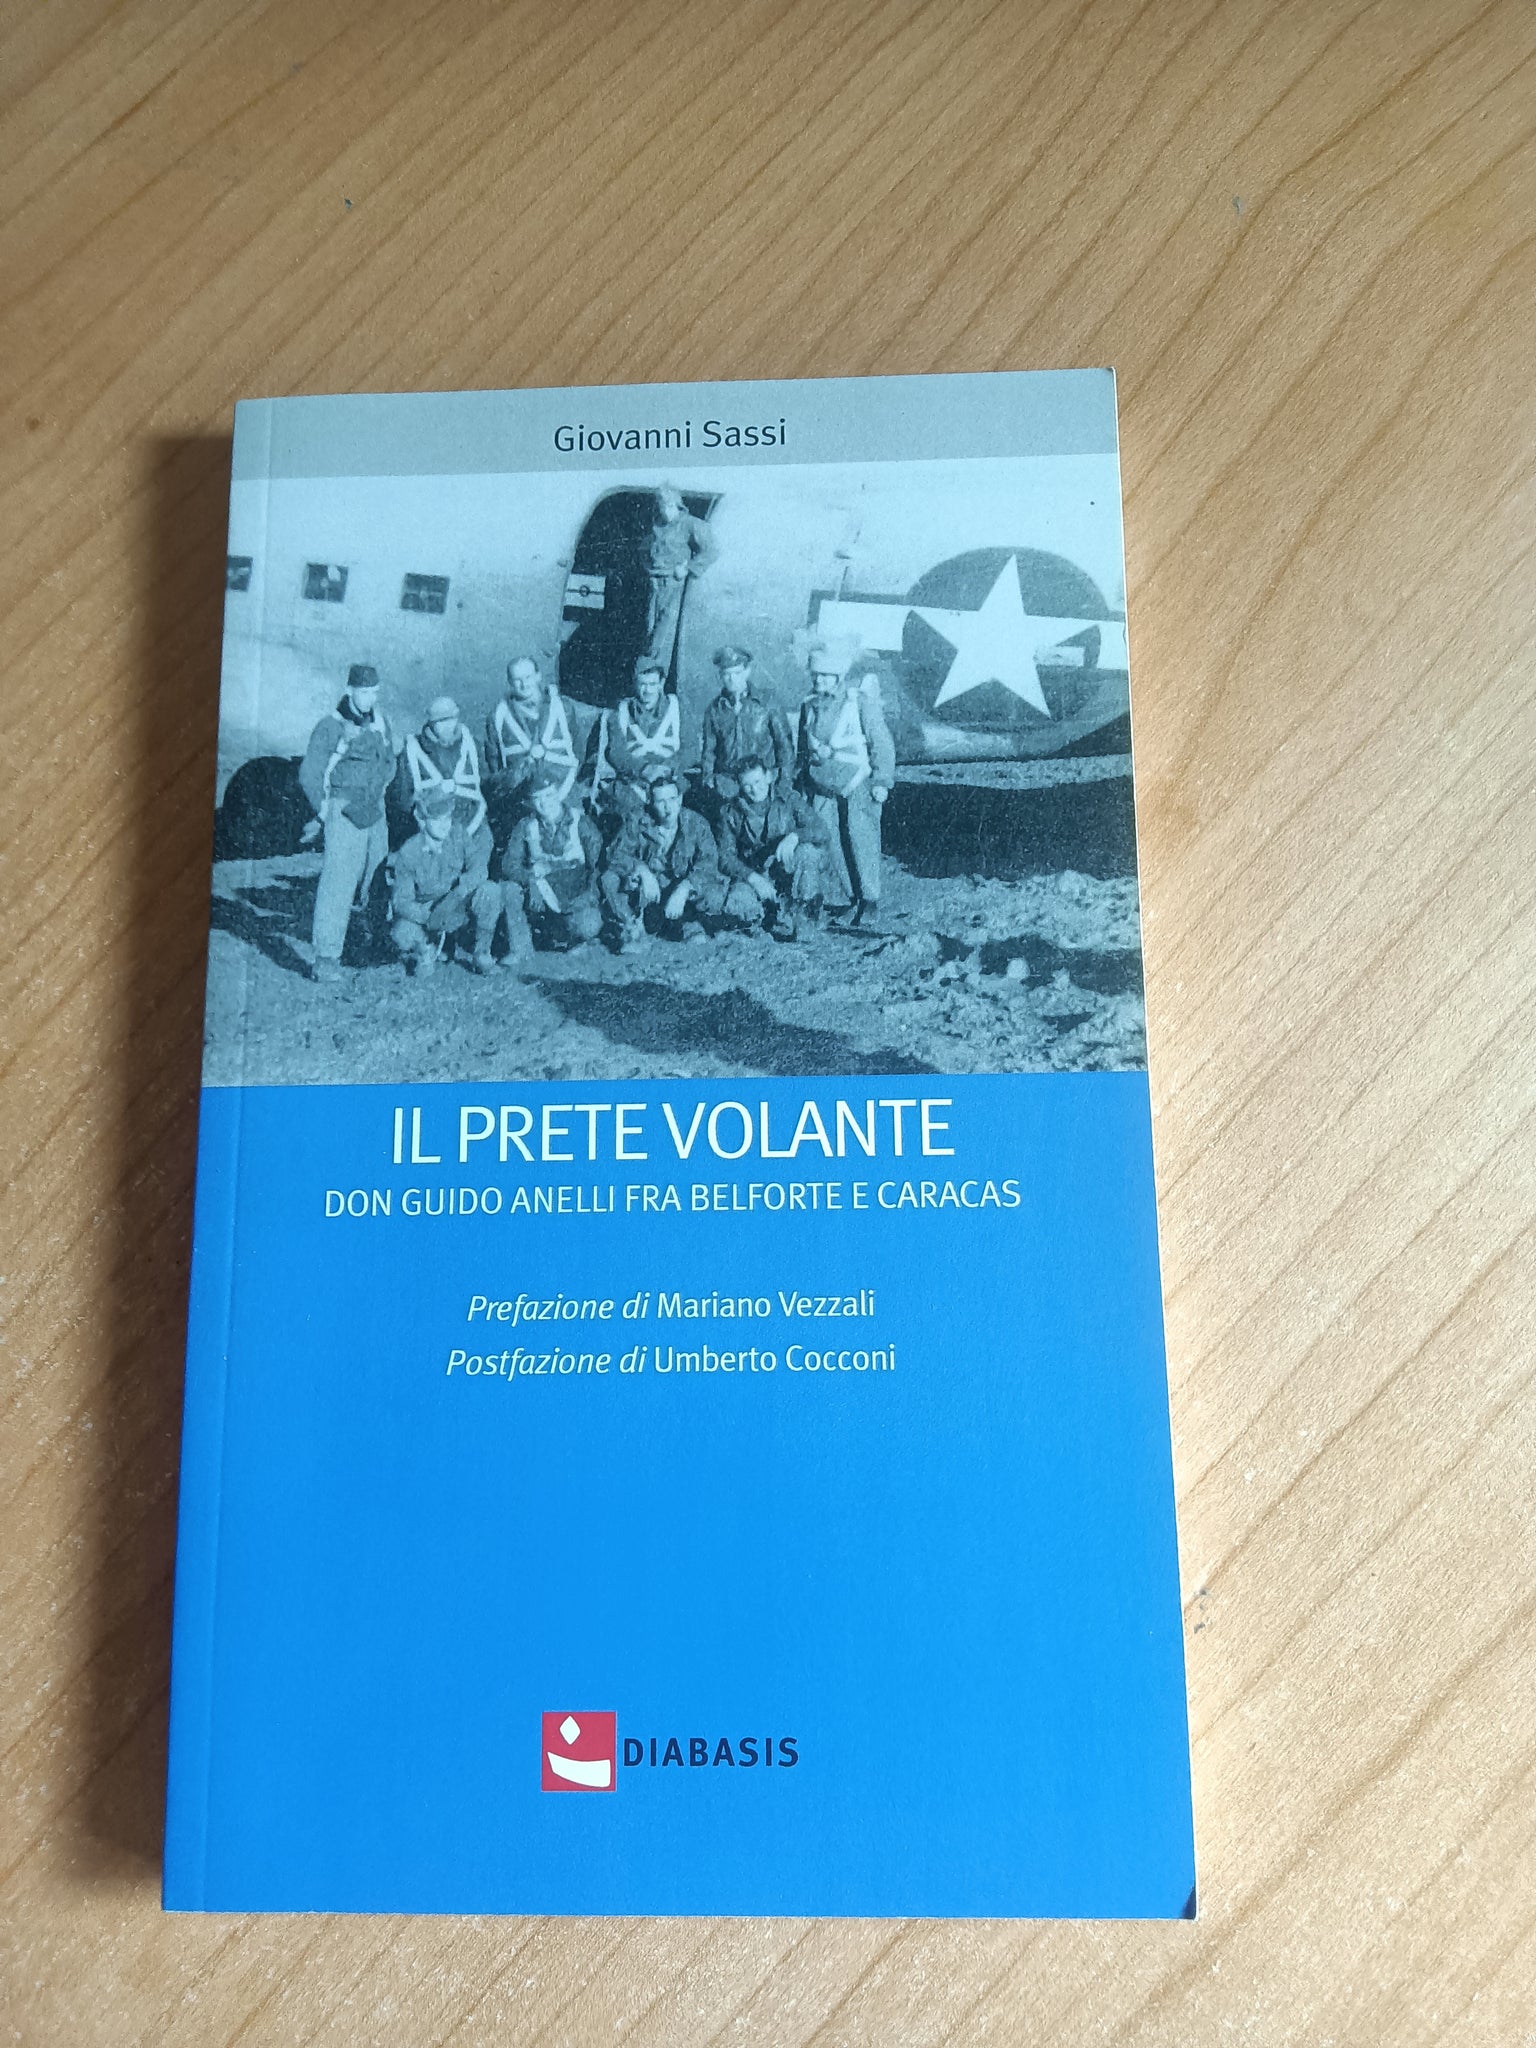 Giovanni Sassi
IL PRETE VOLANTE
DON GUIDO ANELLI FRA BELFORTE E CARACAS
Prefazione di Mariano Vezzali
Postfazione di Umberto Cocconi
DIABASIS